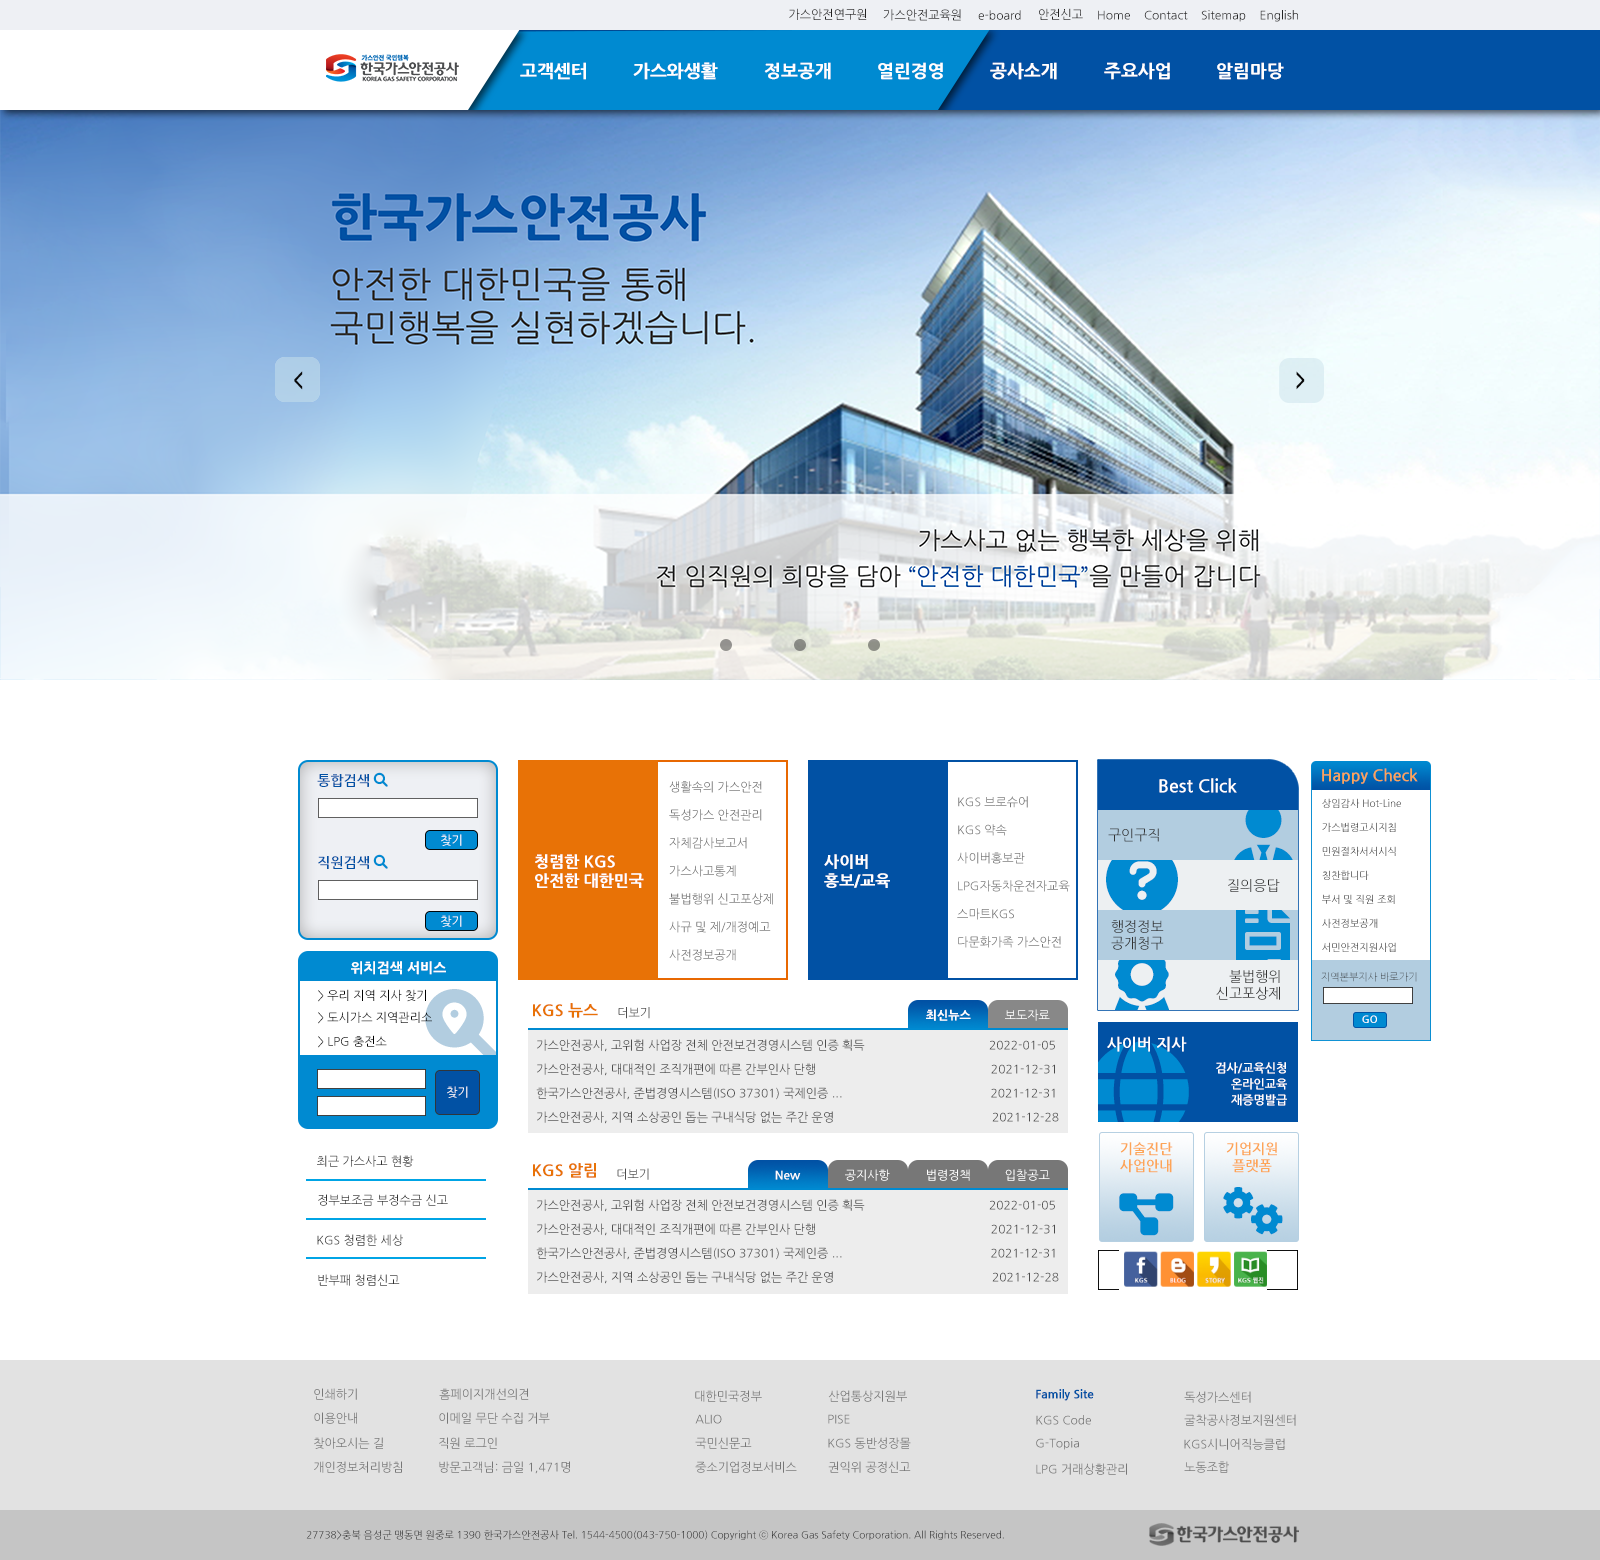 가스안전연구원 가스안전교육원 e-board 안전신고 Home Contact Sitemap English
가스안전 국민행복
한국가스안전공사
KOREA GAS SAFETY CORPORATION
고객센터 가스와생활 정보공개 열린경영 공사소개 주요사업 알림마당
한국가스안전공사
안전한 대한민국을 통해
국민행복을 실현하겠습니다.
가스사고 없는 행복한 세상을 위해
전 임직원의 희망을 담아 “안전한 대한민국”을 만들어 갑니다
통합검색
찾기
직원검색
찾기
위치검색 서비스
> 우리 지역 지사 찾기
> 도시가스 지역관리소
> LPG 충전소
찾기
최근 가스사고 현황
정부보조금 부정수금 신고
KGS 청렴한 세상
반부패 청렴신고
청렴한 KGS
안전한 대한민국
생활속의 가스안전
독성가스 안전관리
자체감사보고서
가스사고통계
불법행위 신고포상제
사규 및 제/개정예고
사전정보공개
사이버
홍보/교육
KGS 브로슈어
KGS 약속
사이버홍보관
LPG자동차운전자교육
스마트KGS
다문화가족 가스안전
KGS 뉴스 더보기 최신뉴스 보도자료
가스안전공사, 고위험 사업장 전체 안전보건경영시스템 인증 획득 2022-01-05
가스안전공사, 대대적인 조직개편에 따른 간부인사 단행 2021-12-31
한국가스안전공사, 준법경영시스템(ISO 37301) 국제인증 ... 2021-12-31
가스안전공사, 지역 소상공인 돕는 구내식당 없는 주간 운영 2021-12-28
KGS 알림 더보기 New 공지사항 법령정책 입찰공고
가스안전공사, 고위험 사업장 전체 안전보건경영시스템 인증 획득 2022-01-05
가스안전공사, 대대적인 조직개편에 따른 간부인사 단행 2021-12-31
한국가스안전공사, 준법경영시스템(ISO 37301) 국제인증 ... 2021-12-31
가스안전공사, 지역 소상공인 돕는 구내식당 없는 주간 운영 2021-12-28
Best Click
구인구직
?
질의응답
행정정보
공개청구
불법행위
신고포상제
사이버 지사
검사/교육신청
온라인교육
재증명발급
기술진단
사업안내
기업지원
플랫폼
KGS BLOG STORY KGS 웹진
Happy Check
상임감사 Hot-Line
가스법령고시지침
민원절차서서식
칭찬합니다
부서 및 직원 조회
사전정보공개
서민안전지원사업
지역본부지사 바로가기
GO
인쇄하기 홈페이지개선의견 대한민국정부 산업통상지원부 Family Site 독성가스센터
이용안내 이메일 무단 수집 거부 ALIO PISE KGS Code 굴착공사정보지원센터
찾아오시는 길 직원 로그인 국민신문고 KGS 동반성장몰 G-Topia KGS시니어직능클럽
개인정보처리방침 방문고객님: 금일 1,471명 중소기업정보서비스 권익위 공정신고 LPG 거래상황관리 노동조합
27738>충북 음성군 맹동면 원중로 1390 한국가스안전공사 Tel. 1544-4500(043-750-1000) Copyright ⓒ Korea Gas Safety Corporation. All Rights Reserved.
한국가스안전공사